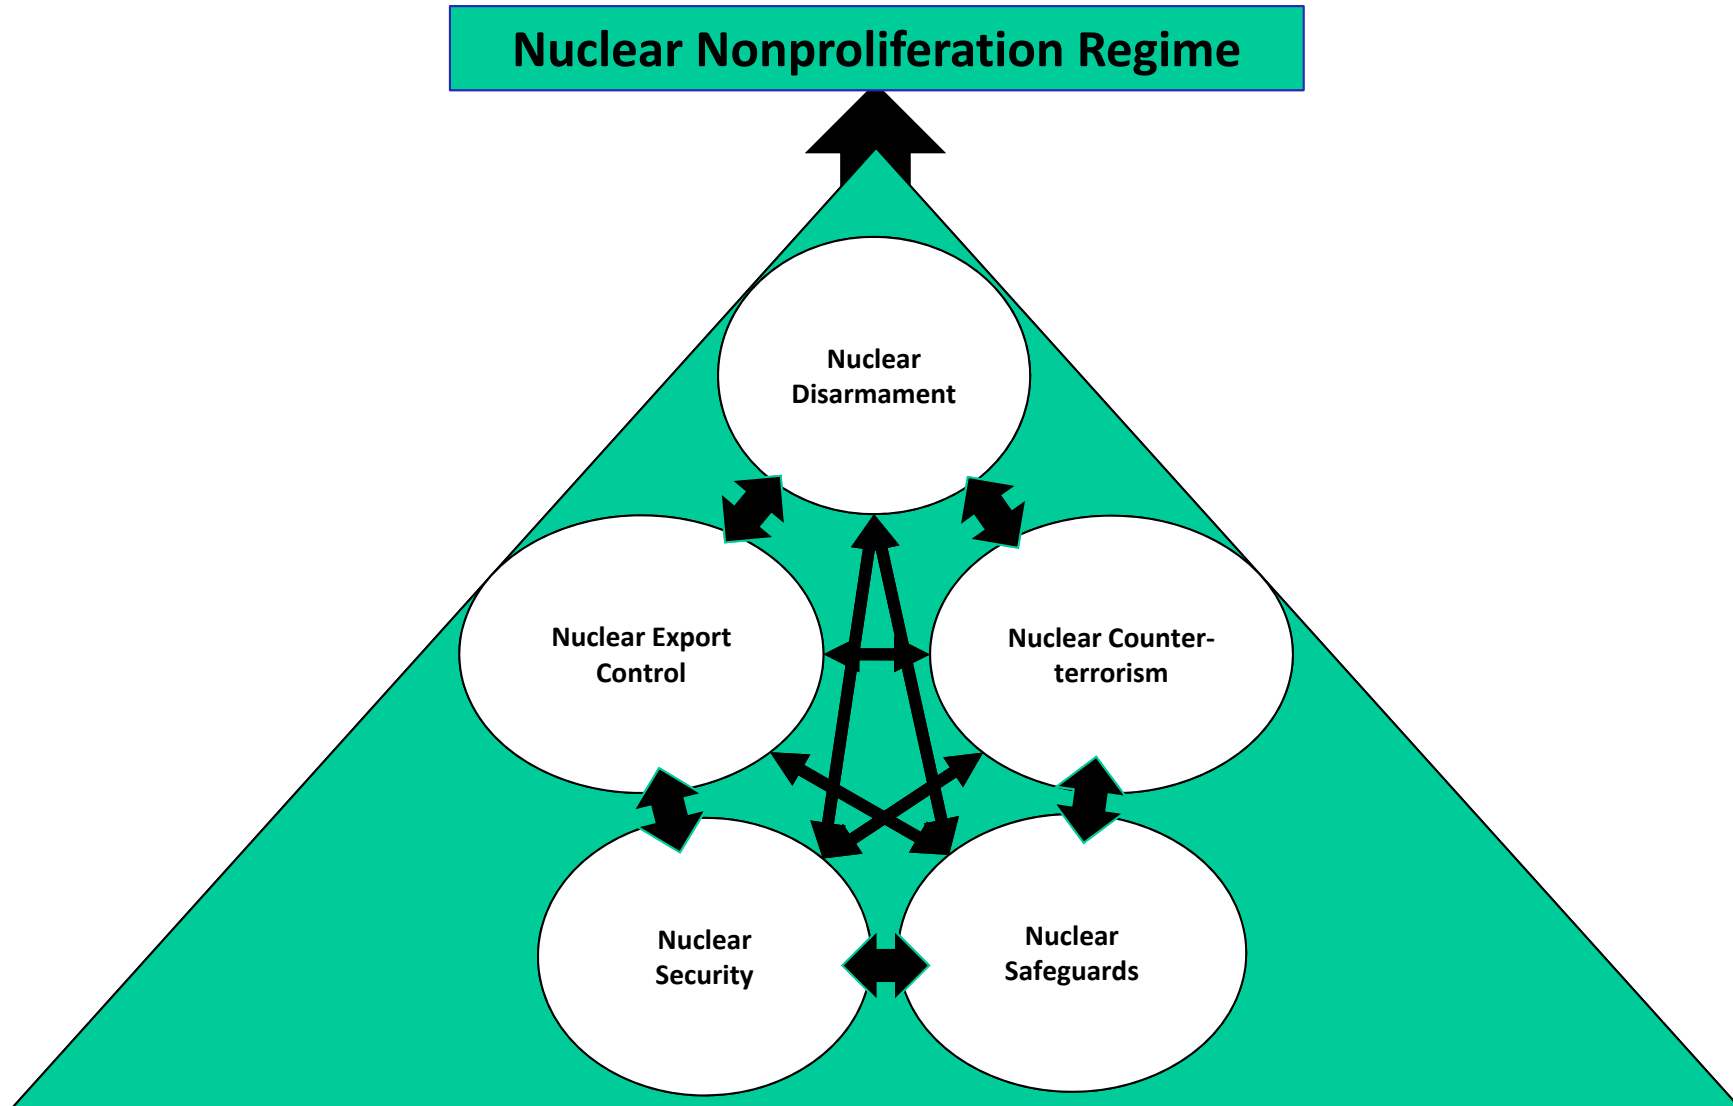 Nuclear Nonproliferation Regime
Nuclear
Disarmament
Nuclear Export
Control
Nuclear Counter-
terrorism
Nuclear
Security
Nuclear
Safeguards